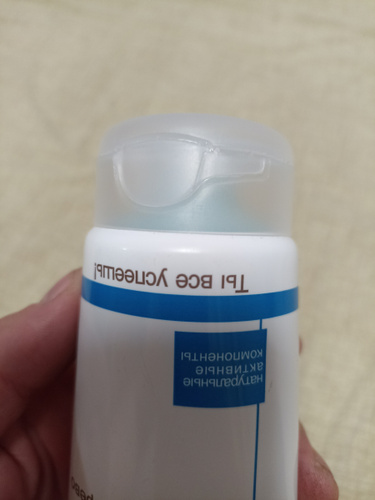 натуральные
активные
компоненты
Ты все успеешь!